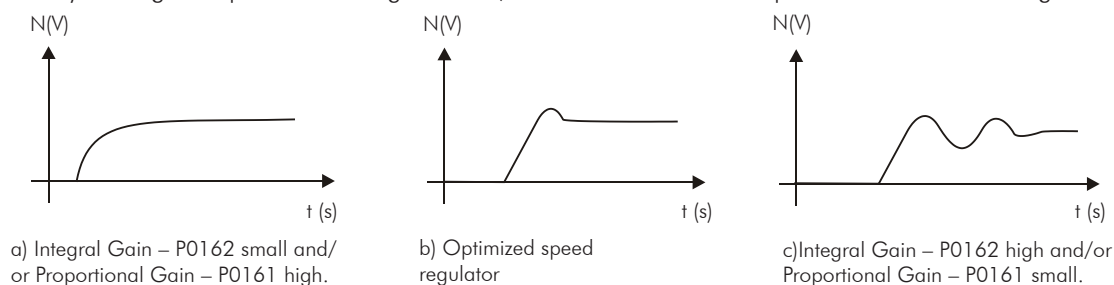 N(V)
t (s)
a) Integral Gain – P0162 small and/
or Proportional Gain – P0161 high.
N(V)
t (s)
b) Optimized speed
regulator
N(V)
t (s)
c)Integral Gain – P0162 high and/or
Proportional Gain – P0161 small.